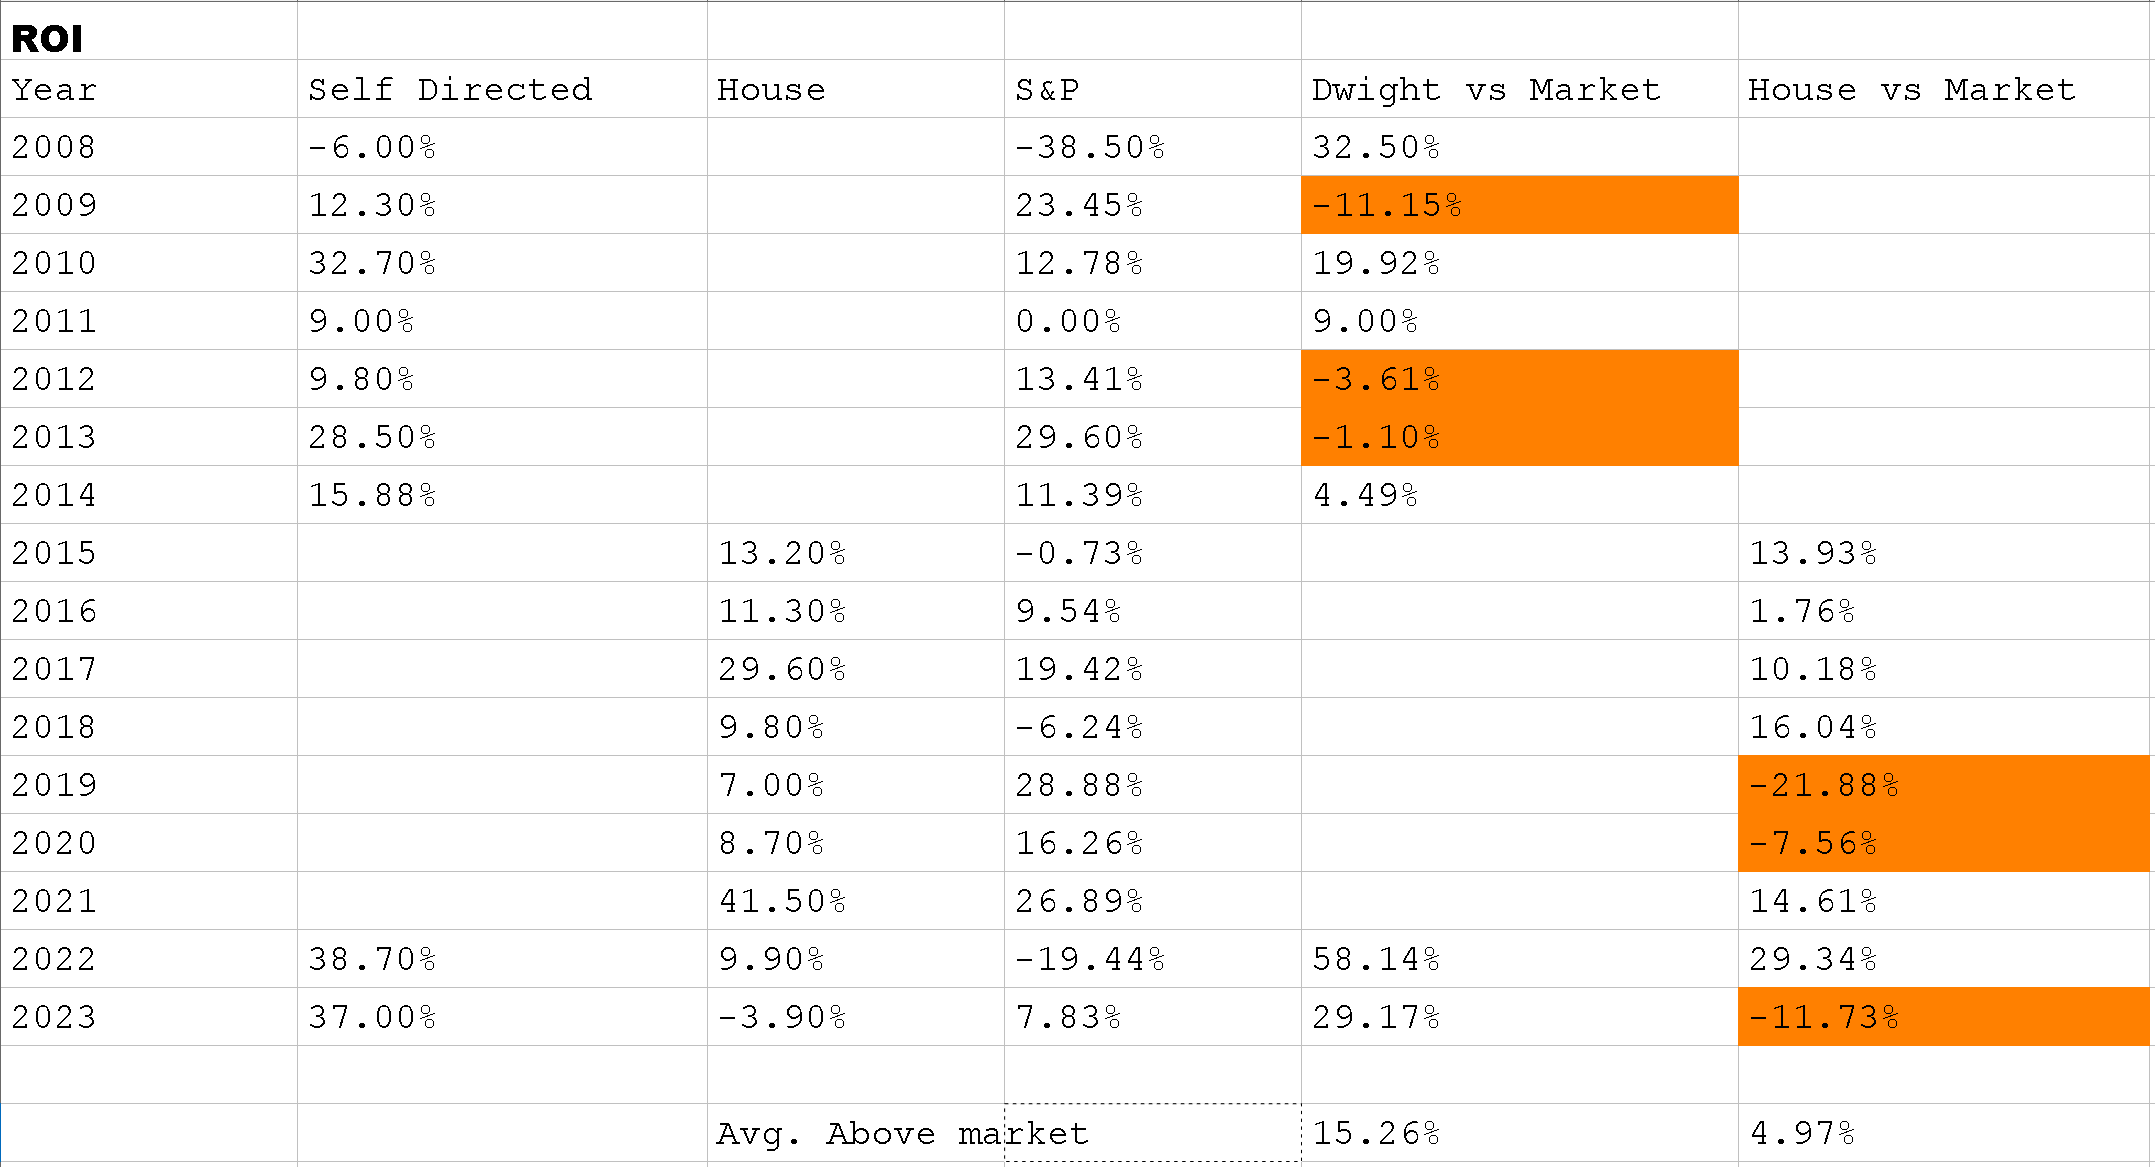 ROI
Year Self Directed House S&P Dwight vs Market House vs Market
2008 -6.00% -38.50% 32.50%
2009 12.30% 23.45% -11.15%
2010 32.70% 12.78% 19.92%
2011 9.00% 0.00% 9.00%
2012 9.80% 13.41% -3.61%
2013 28.50% 29.60% -1.10%
2014 15.88% 11.39% 4.49%
2015 13.20% -0.73% 13.93%
2016 11.30% 9.54% 1.76%
2017 29.60% 19.42% 10.18%
2018 9.80% -6.24% 16.04%
2019 7.00% 28.88% -21.88%
2020 8.70% 16.26% -7.56%
2021 41.50% 26.89% 14.61%
2022 38.70% 9.90% -19.44% 58.14% 29.34%
2023 37.00% -3.90% 7.83% 29.17% -11.73%
Avg. Above market 15.26% 4.97%